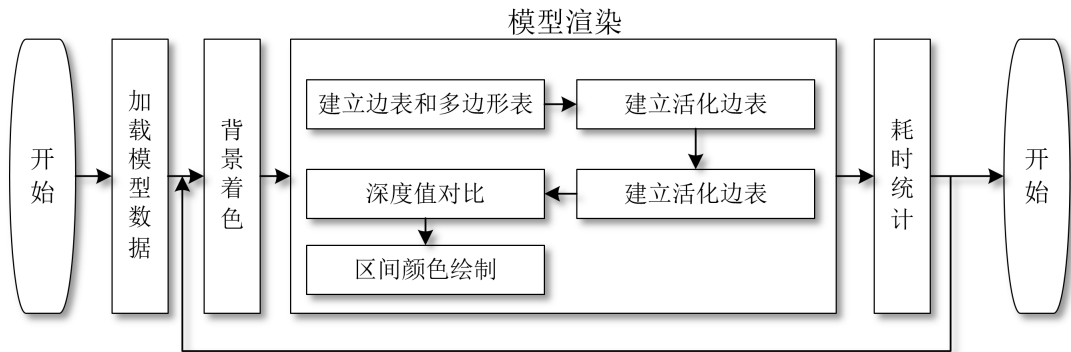 模型渲染
开始
加载模型数据
背景着色
建立边表和多边形表
建立活化边表
建立活化边表
深度值对比
区间颜色绘制
耗时统计
开始